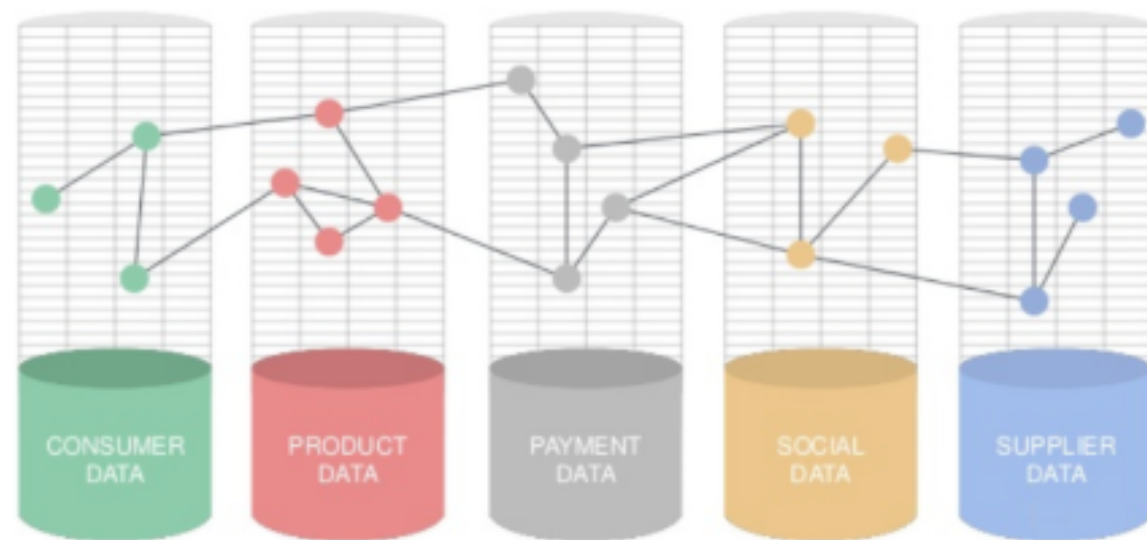 CONSUMER
DATA
PRODUCT
DATA
PAYMENT
DATA
SOCIAL
DATA
SUPPLIER
DATA